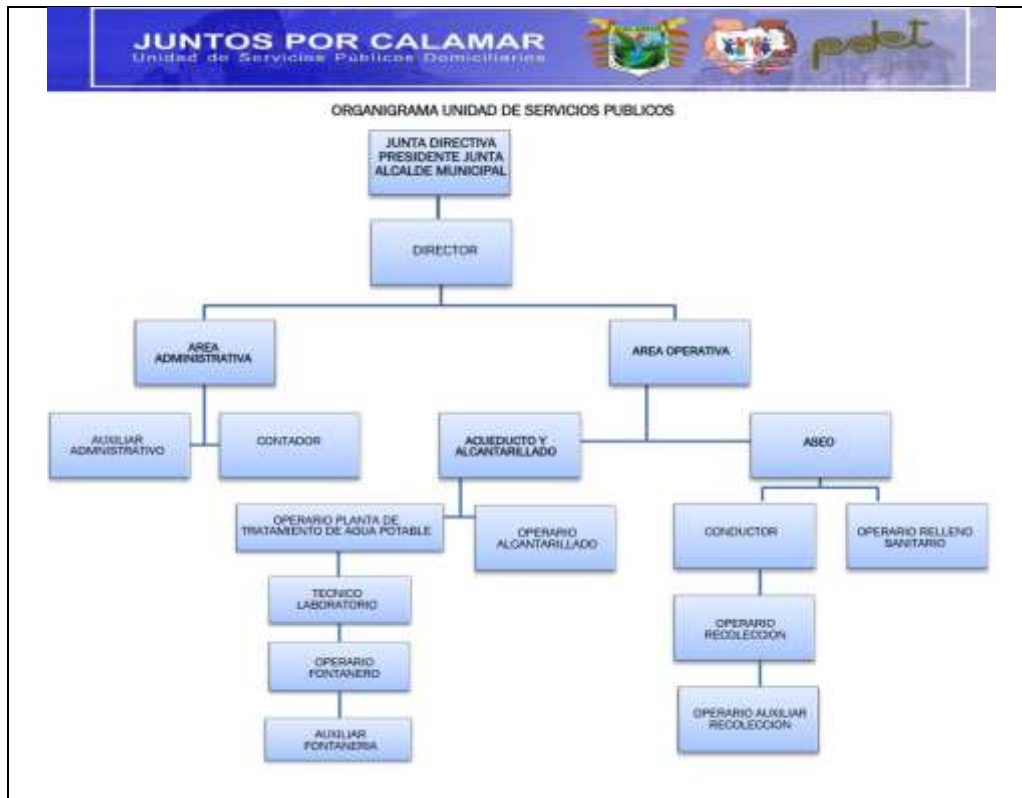 JUNTOS POR CALAMAR
Unidad de Servicios Públicos Domiciliarios
ORGANIGRAMA UNIDAD DE SERVICIOS PUBLICOS
JUNTA DIRECTIVA
PRESIDENTE JUNTA
ALCALDE MUNICIPAL
DIRECTOR
AREA
ADMINISTRATIVA
AREA OPERATIVA
AUXILIAR
ADMNISTRATIVO
CONTADOR
ACUEDUCTO Y
ALCANTARILLADO
ASEO
OPERARIO PLANTA DE
TRATAMIENTO DE AGUA POTABLE
OPERARIO
ALCANTARILLADO
CONDUCTOR
OPERARIO RELLENO
SANITARIO
TECNICO
LABORATORIO
OPERARIO
RECOLECCION
OPERARIO
FONTANERO
OPERARIO AUXILIAR
RECOLECCION
AUXILIAR
FONTANERIA